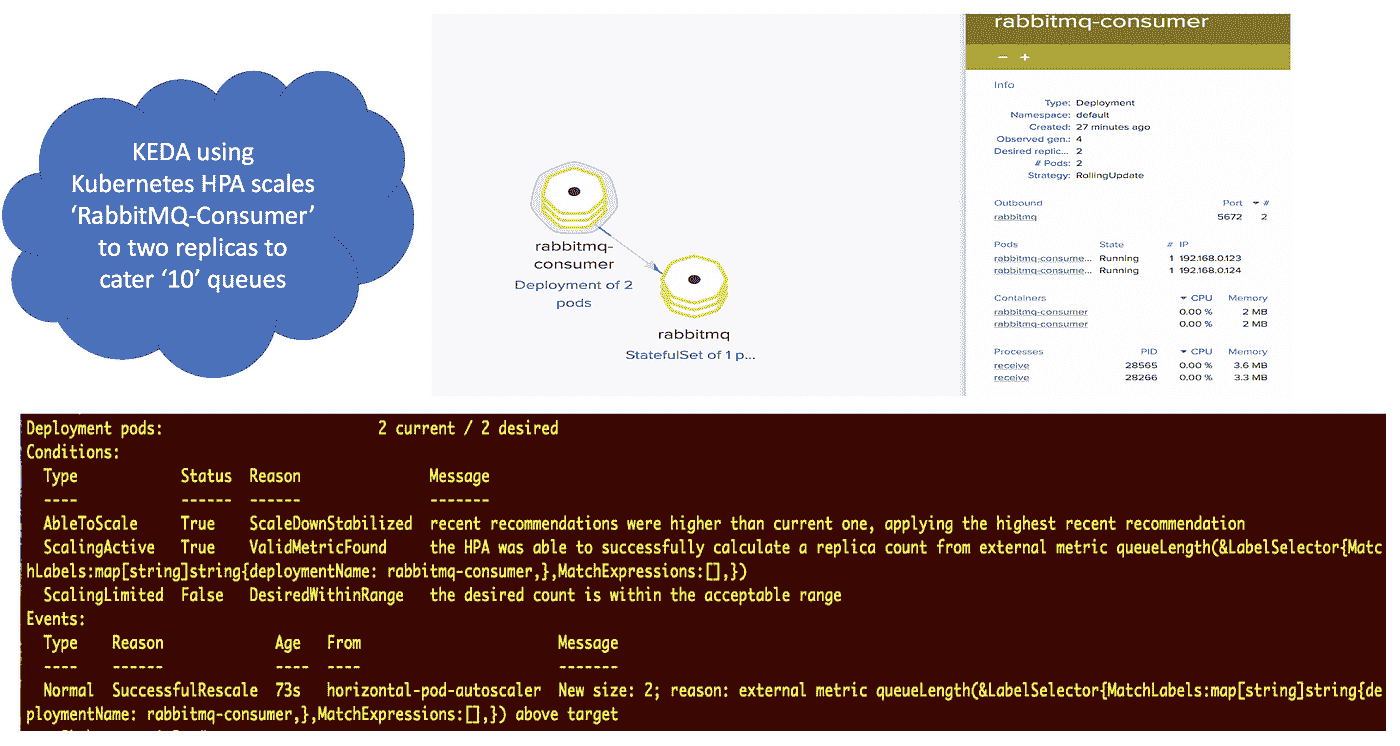 KEDA using
Kubernetes HPA scales
‘RabbitMQ-Consumer’
to two replicas to
cater ‘10’ queues
rabbitmq-
consumer
Deployment of 2
pods
rabbitmq
StatefulSet of 1 p...
rabbitmq-consumer
− +
Info
Type: Deployment
Namespace: default
Created: 27 minutes ago
Observed gen.: 4
Desired replic... 2
# Pods: 2
Strategy: RollingUpdate
Outbound Port #
rabbitmq 5672 2
Pods State # IP
rabbitmq-consume... Running 1 192.168.0.123
rabbitmq-consume... Running 1 192.168.0.124
Containers CPU Memory
rabbitmq-consumer 0.00 % 2 MB
rabbitmq-consumer 0.00 % 2 MB
Processes PID CPU Memory
receive 28565 0.00 % 3.6 MB
receive 28266 0.00 % 3.3 MB
Deployment pods: 2 current / 2 desired
Conditions:
Type Status Reason Message
---- ------ ------ -------
AbleToScale True ScaleDownStabilized recent recommendations were higher than current one, applying the highest recent recommendation
ScalingActive True ValidMetricFound the HPA was able to successfully calculate a replica count from external metric queueLength(&LabelSelector{Matc
hLabels:map[string]string{deploymentName: rabbitmq-consumer,},MatchExpressions:[],})
ScalingLimited False DesiredWithinRange the desired count is within the acceptable range
Events:
Type Reason Age From Message
---- ------ ---- ---- -------
Normal SuccessfulRescale 73s horizontal-pod-autoscaler New size: 2; reason: external metric queueLength(&LabelSelector{MatchLabels:map[string]string{de
ploymentName: rabbitmq-consumer,},MatchExpressions:[],}) above target